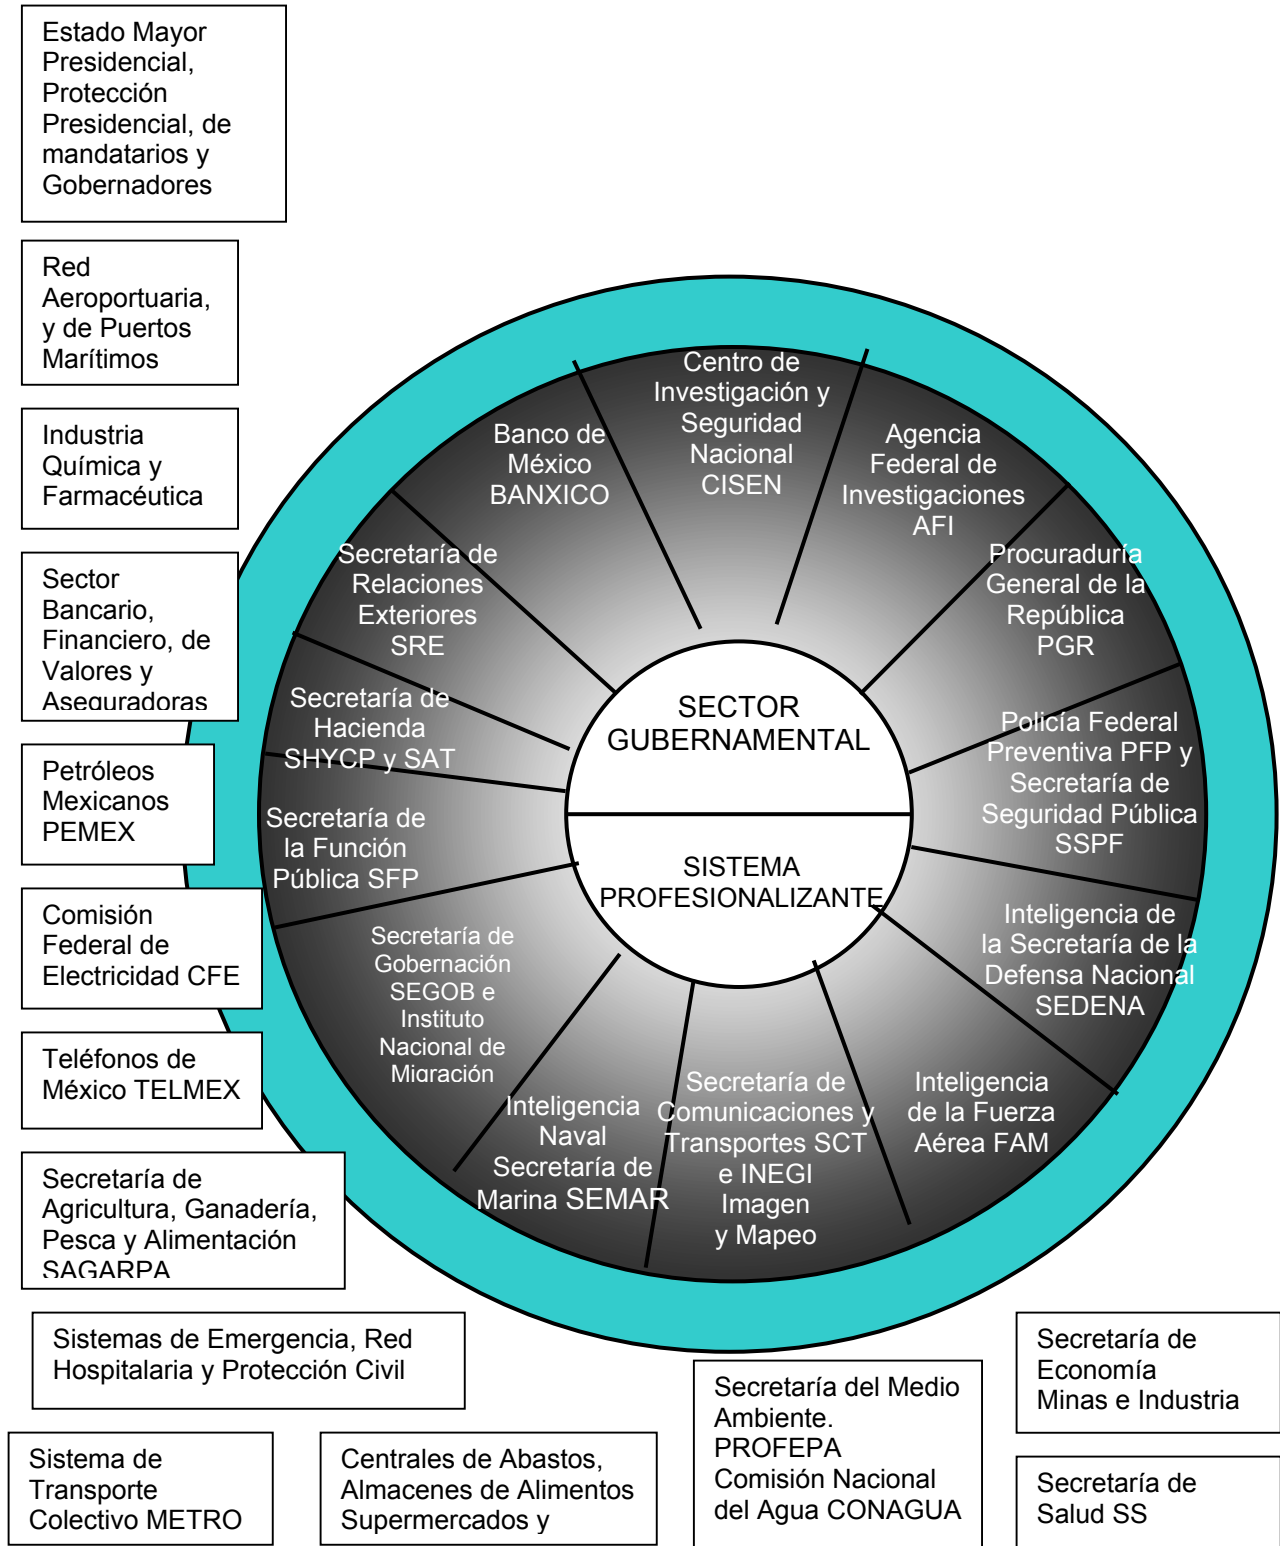 Estado Mayor
Presidencial,
Protección
Presidencial, de
mandatarios y
Gobernadores
Red
Aeroportuaria,
y de Puertos
Marítimos
Industria
Química y
Farmacéutica
Sector
Bancario,
Financiero, de
Valores y
Aseguradoras
Petróleos
Mexicanos
PEMEX
Comisión
Federal de
Electricidad CFE
Teléfonos de
México TELMEX
Secretaría de
Agricultura, Ganadería,
Pesca y Alimentación
SAGARPA
Sistemas de Emergencia, Red
Hospitalaria y Protección Civil
Sistema de
Transporte
Colectivo METRO
Centrales de Abastos,
Almacenes de Alimentos
Supermercados y
Secretaría del Medio
Ambiente.
PROFEPA
Comisión Nacional
del Agua CONAGUA
Secretaría de
Economía
Minas e Industria
Secretaría de
Salud SS
Centro de
Investigación y
Seguridad
Nacional
CISEN
Agencia
Federal de
Investigaciones
AFI
Procuraduría
General de la
República
PGR
Policía Federal
Preventiva PFP y
Secretaría de
Seguridad Pública
SSPF
Inteligencia de
la Secretaría de la
Defensa Nacional
SEDENA
Inteligencia
de la Fuerza
Aérea FAM
Secretaría de
Comunicaciones y
Transportes SCT
e INEGI
Imagen
y Mapeo
Inteligencia
Naval
Secretaría de
Marina SEMAR
Secretaría de
Gobernación
SEGOB e
Instituto
Nacional de
Migración
Secretaría de
la Función
Pública SFP
Secretaría de
Hacienda
SHYCP y SAT
Secretaría de
Relaciones
Exteriores
SRE
Banco de
México
BANXICO
SECTOR
GUBERNAMENTAL
SISTEMA
PROFESIONALIZANTE